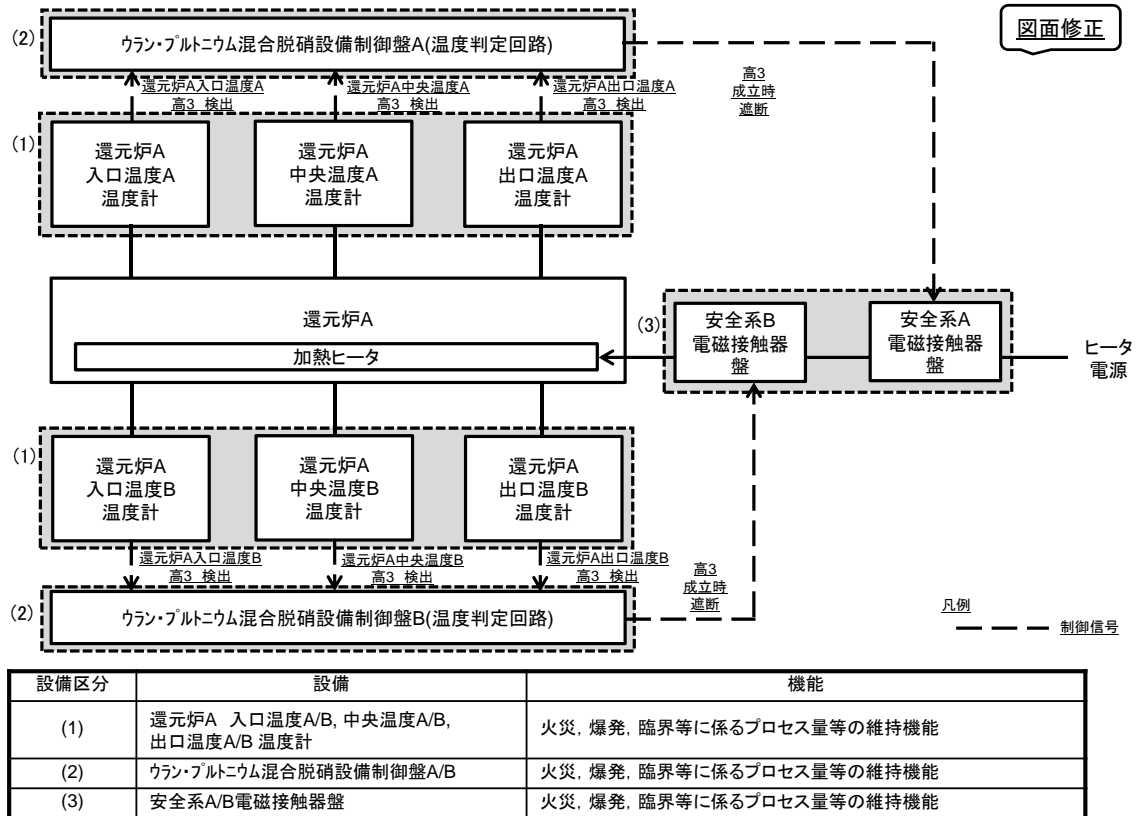 図面修正
(2)
ウラン・プルトニウム混合脱硝設備制御盤A(温度判定回路)
還元炉A入口温度A
高3 検出
還元炉A中央温度A
高3 検出
還元炉A出口温度A
高3 検出
高3
成立時
遮断
(1)
還元炉A
入口温度A
温度計
還元炉A
中央温度A
温度計
還元炉A
出口温度A
温度計
還元炉A
加熱ヒータ
(3)
安全系B
電磁接触器
盤
安全系A
電磁接触器
盤
ヒータ
電源
(1)
還元炉A
入口温度B
温度計
還元炉A
中央温度B
温度計
還元炉A
出口温度B
温度計
還元炉A入口温度B
高3 検出
還元炉A中央温度B
高3 検出
還元炉A出口温度B
高3 検出
高3
成立時
遮断
(2)
ウラン・プルトニウム混合脱硝設備制御盤B(温度判定回路)
凡例
制御信号
設備区分 設備 機能
(1) 還元炉A 入口温度A/B, 中央温度A/B, 火災, 爆発, 臨界等に係るプロセス量等の維持機能
出口温度A/B 温度計
(2) ウラン・プルトニウム混合脱硝設備制御盤A/B 火災, 爆発, 臨界等に係るプロセス量等の維持機能
(3) 安全系A/B電磁接触器盤 火災, 爆発, 臨界等に係るプロセス量等の維持機能